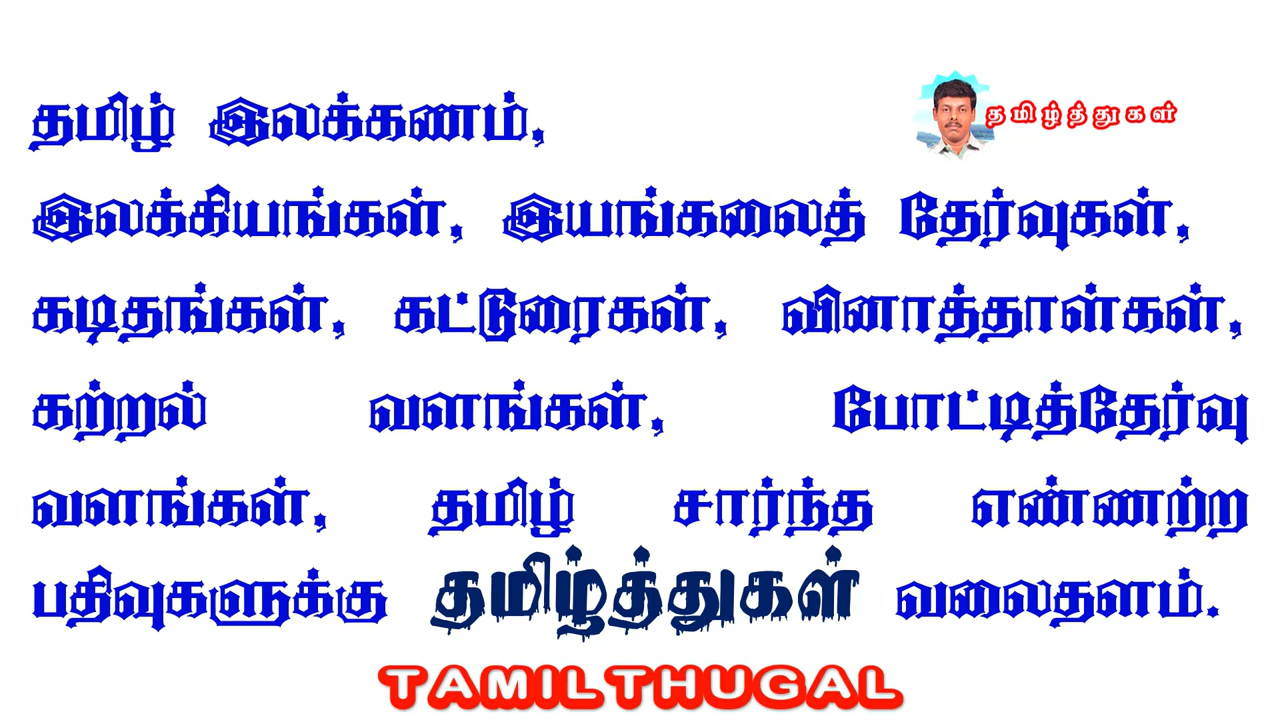 தமிழ் இலக்கணம்,
தமிழ்த்துகள்
இலக்கியங்கள், இயங்கலைத் தேர்வுகள்,
கடிதங்கள், கட்டுரைகள், வினாத்தாள்கள்,
கற்றல் வளங்கள், போட்டித்தேர்வு
வளங்கள், தமிழ் சார்ந்த எண்ணற்ற
பதிவுகளுக்கு தமிழ்த்துகள் வலைதளம்.
TAMILTHUGAL